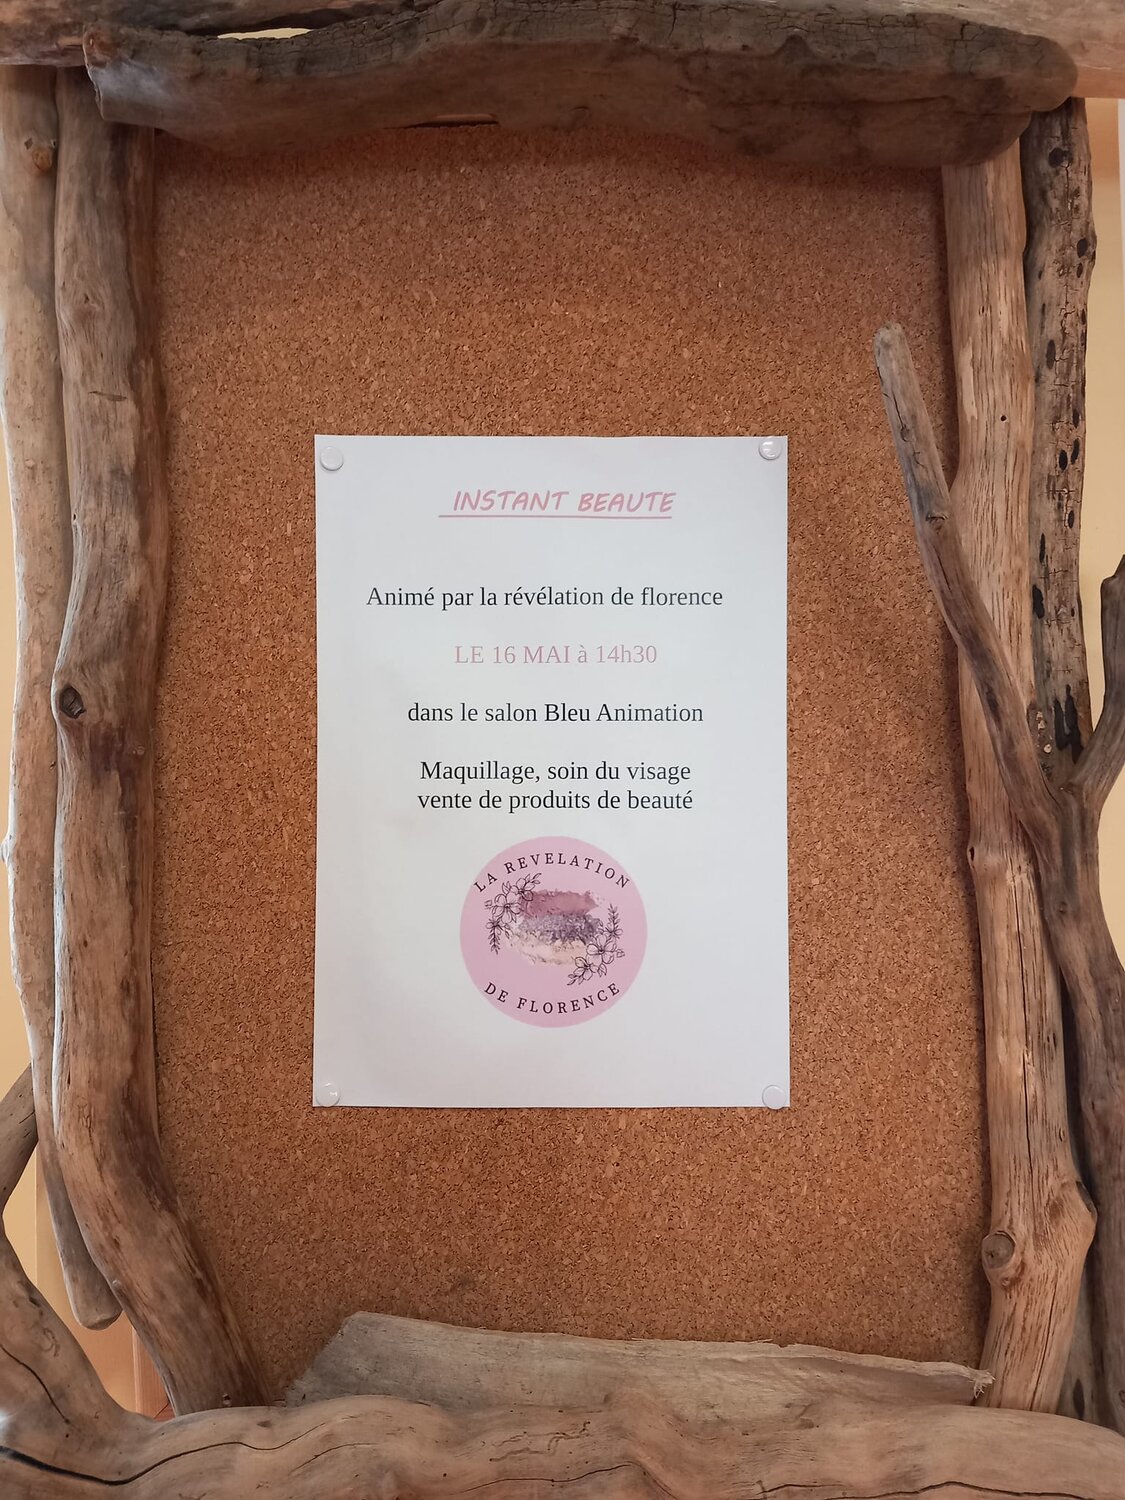 INSTANT BEAUTE
Animé par la révélation de florence
LE 16 MAI à 14h30
dans le salon Bleu Animation
Maquillage, soin du visage
vente de produits de beauté
LA REVELATION
DE FLORENCE